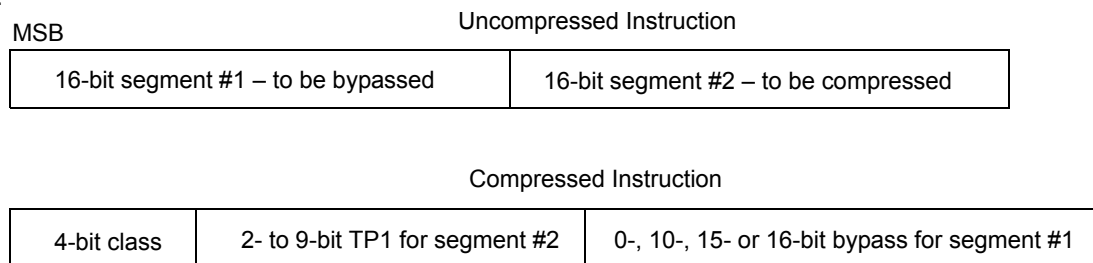 Uncompressed Instruction
MSB
16-bit segment #1 – to be bypassed
16-bit segment #2 – to be compressed
Compressed Instruction
4-bit class
2- to 9-bit TP1 for segment #2
0-, 10-, 15- or 16-bit bypass for segment #1